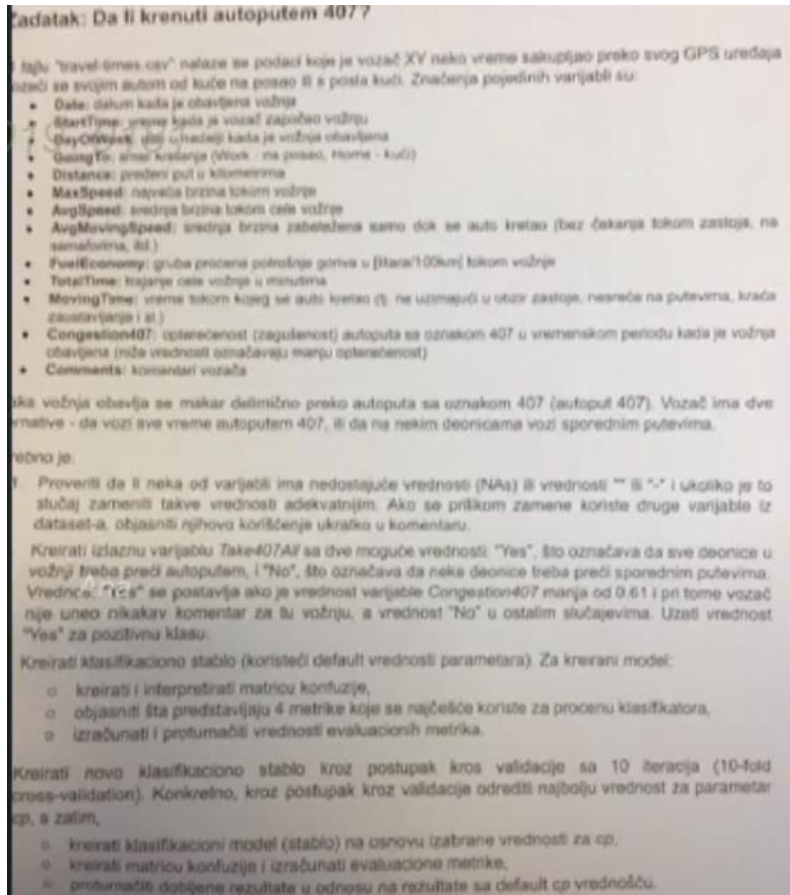 Zadatak: Da li krenuti autoputem 407?
fajlu "travel-times.csv" nalaze se podaci koje je vozač XY neko vreme sakupljao preko svog GPS uređaja
vozeći se svojim autom od kuće na posao ili s posla kući. Značenja pojedinih varijabli su:
• Date: datum kada je obavljena vožnja
• StartTime: vreme kada je vozač započeo vožnju
• DayOfWeek: dan u nedelji kada je vožnja obavljena
• GoingTo: smer kretanja (Work - na posao, Home - kući)
• Distance: pređeni put u kilometrima
• MaxSpeed: najveća brzina tokom vožnje
• AvgSpeed: srednja brzina tokom cele vožnje
• AvgMovingSpeed: srednja brzina zabeležena samo dok se auto kretao (bez čekanja tokom zastoja, na
semaforima, itd.)
• FuelEconomy: gruba procena potrošnje goriva u [litara/100km] tokom vožnje
• TotalTime: trajanje cele vožnje u minutima
• MovingTime: vreme tokom kojeg se auto kretao (tj. ne uzimajući u obzir zastoje, nesreće na putevima, kraća
zaustavljanja i sl.)
• Congestion407: opterećenost (zagušenost) autoputa sa oznakom 407 u vremenskom periodu kada je vožnja
obavljena (niže vrednosti označavaju manju opterećenost)
• Comments: komentari vozača
aka vožnja obavlja se makar delimično preko autoputa sa oznakom 407 (autoput 407). Vozač ima dve
rnative - da vozi sve vreme autoputem 407, ili da na nekim deonicama vozi sporednim putevima.
rebno je:
1. Proveriti da li neka od varijabli ima nedostajuće vrednosti (NAs) ili vrednosti "" ili "-" i ukoliko je to
slučaj zameniti takve vrednosti adekvatnijim. Ako se prilikom zamene koriste druge varijable iz
dataset-a, objasniti njihovo korišćenje ukratko u komentaru.
Kreirati izlaznu varijablu Take407All sa dve moguće vrednosti: "Yes", što označava da sve deonice u
vožnji treba preći autoputem, i "No", što označava da neke deonice treba preći sporednim putevima.
Vrednost "Yes" se postavlja ako je vrednost varijable Congestion407 manja od 0.61 i pri tome vozač
nije uneo nikakav komentar za tu vožnju, a vrednost "No" u ostalim slučajevima. Uzeti vrednost
"Yes" za pozitivnu klasu.
Kreirati klasifikaciono stablo (koristeći default vrednosti parametara). Za kreirani model:
o kreirati i interpretirati matricu konfuzije,
o objasniti šta predstavljaju 4 metrike koje se najčešće koriste za procenu klasifikatora,
o izračunati i protumačiti vrednosti evaluacionih metrika.
Kreirati novo klasifikaciono stablo kroz postupak kros validacije sa 10 iteracija (10-fold
cross-validation). Konkretno, kroz postupak kroz validacije odrediti najbolju vrednost za parametar
cp, a zatim,
o kreirati klasifikacioni model (stablo) na osnovu izabrane vrednosti za cp,
o kreirati matricu konfuzije i izračunati evaluacione metrike,
o protumačiti dobijene rezultate u odnosu na rezultate sa default cp vrednošću.